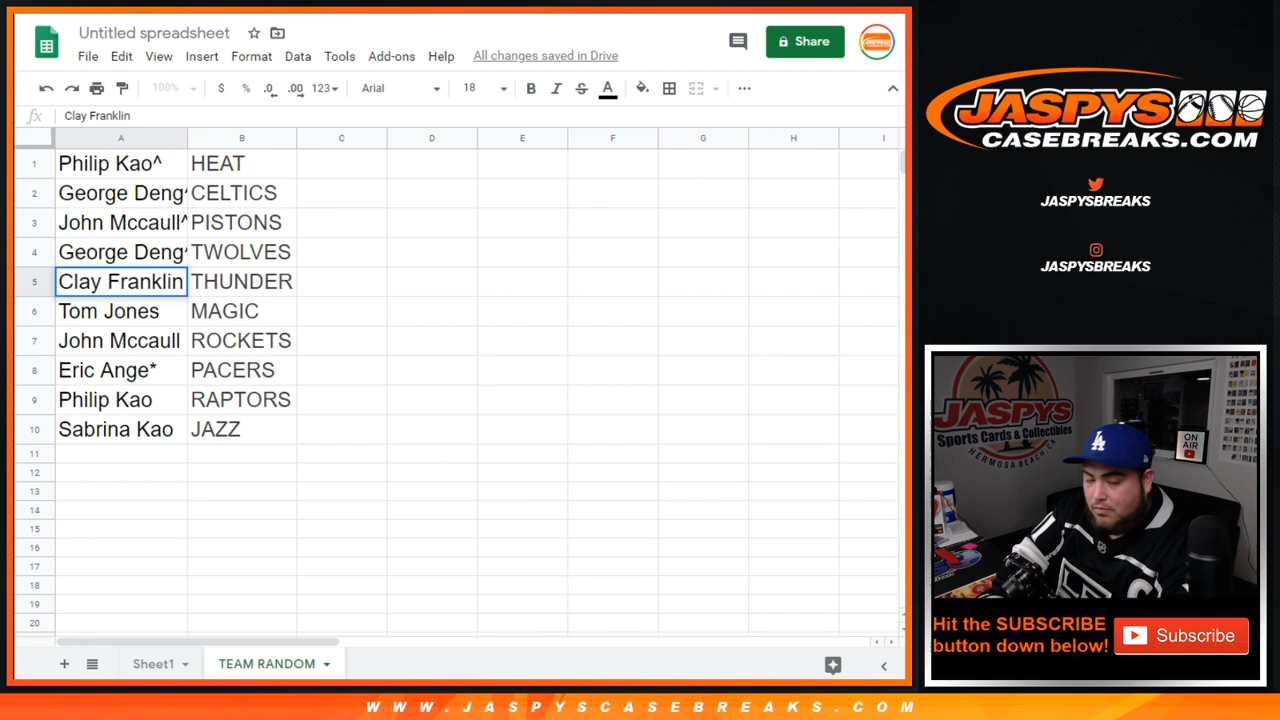 Untitled spreadsheet
File Edit View Insert Format Data Tools Add-ons Help All changes saved in Drive
Share
100% $ % .0 .00 123 Arial 18 B I S A
fx Clay Franklin
A B C D E F G H I
1 Philip Kao^ HEAT
2 George Deng^ CELTICS
3 John Mccaull^ PISTONS
4 George Deng^ TWOLVES
5 Clay Franklin THUNDER
6 Tom Jones MAGIC
7 John Mccaull ROCKETS
8 Eric Ange* PACERS
9 Philip Kao RAPTORS
10 Sabrina Kao JAZZ
11
12
13
14
15
16
17
18
19
20
Sheet1 TEAM RANDOM
JASPYS
CASEBREAKS.COM
JASPYSBREAKS
JASPYSBREAKS
JASPYS
Sports Cards & Collectibles
HERMOSA BEACH, CA
ON
AIR
LA
Hit the SUBSCRIBE
button down below!
Subscribe
WWW.JASPYSCASEBREAKS.COM